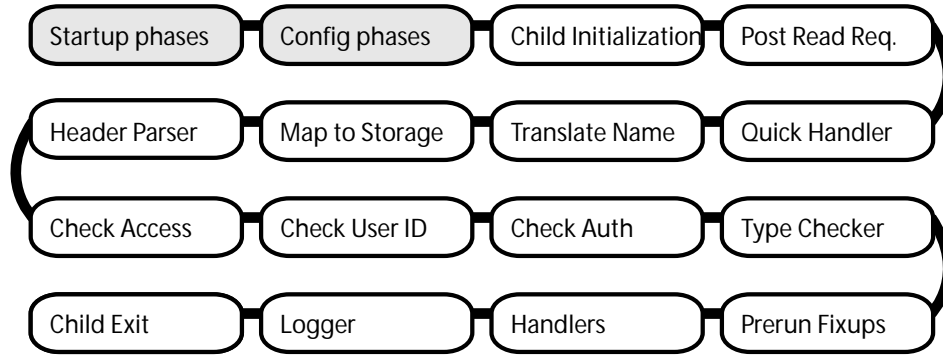 Startup phases
Config phases
Child Initialization
Post Read Req.
Header Parser
Map to Storage
Translate Name
Quick Handler
Check Access
Check User ID
Check Auth
Type Checker
Child Exit
Logger
Handlers
Prerun Fixups